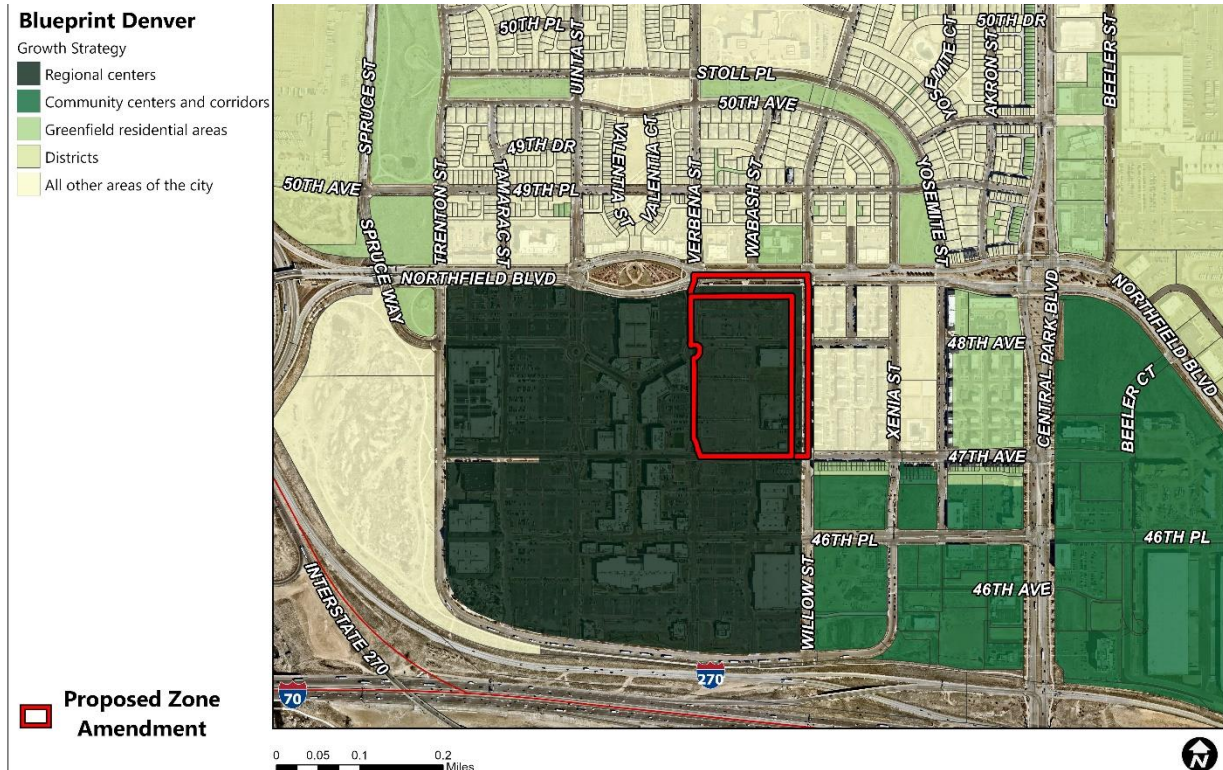 Blueprint Denver
Growth Strategy
Regional centers
Community centers and corridors
Greenfield residential areas
Districts
All other areas of the city
Proposed Zone
Amendment
50TH PL
50TH DR
UINTA ST
BEELER ST
SPRUCE ST
STOLL PL
YOSEMITE CT
AKRON ST
50TH AVE
49TH DR
VALENTIA ST
VALENTIA CT
VERBENA ST
WABASH ST
50TH AVE
49TH PL
TRENTON ST
TAMARAC ST
YOSEMITE ST
SPRUCE WAY
NORTHFIELD BLVD
CENTRAL PARK BLVD
NORTHFIELD BLVD
48TH AVE
XENIA ST
BEELER CT
47TH AVE
46TH PL
46TH PL
WILLOW ST
46TH AVE
INTERSTATE 270
270
70
0 0.05 0.1 0.2
Miles
N